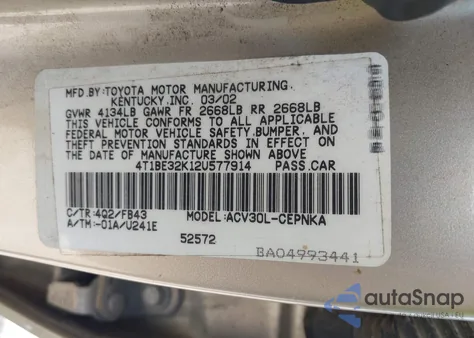 MFD.BY:TOYOTA MOTOR MANUFACTURING.
KENTUCKY.INC. 03/02
GVWR 4134LB GAWR FR 2668LB RR 2668LB
THIS VEHICLE CONFORMS TO ALL APPLICABLE
FEDERAL MOTOR VEHICLE SAFETY,BUMPER, AND
THEFT PREVENTION STANDARDS IN EFFECT ON
THE DATE OF MANUFACTURE SHOWN ABOVE.
4T1BE32K12U577914 PASS.CAR
C/TR:4Q2/FB43 MODEL:ACV30L-CEPNKA
A/TM:-01A/U241E
52572
BA04993441
autoSnap